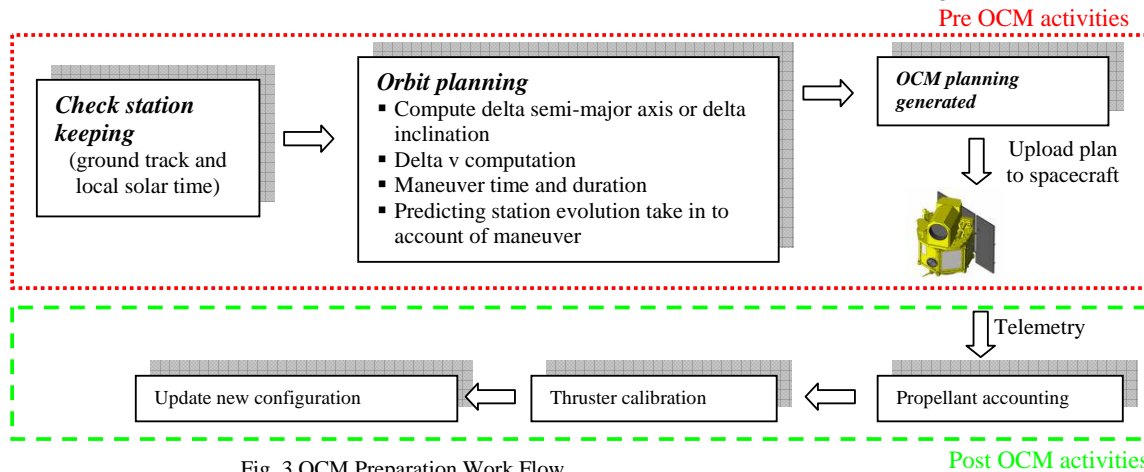 Pre OCM activities
Check station
keeping
(ground track and
local solar time)
Orbit planning
▪ Compute delta semi-major axis or delta
inclination
▪ Delta v computation
▪ Maneuver time and duration
▪ Predicting station evolution take in to
account of maneuver
OCM planning
generated
Upload plan
to spacecraft
Telemetry
Propellant accounting
Thruster calibration
Update new configuration
Post OCM activities
Fig. 3 OCM Preparation Work Flow